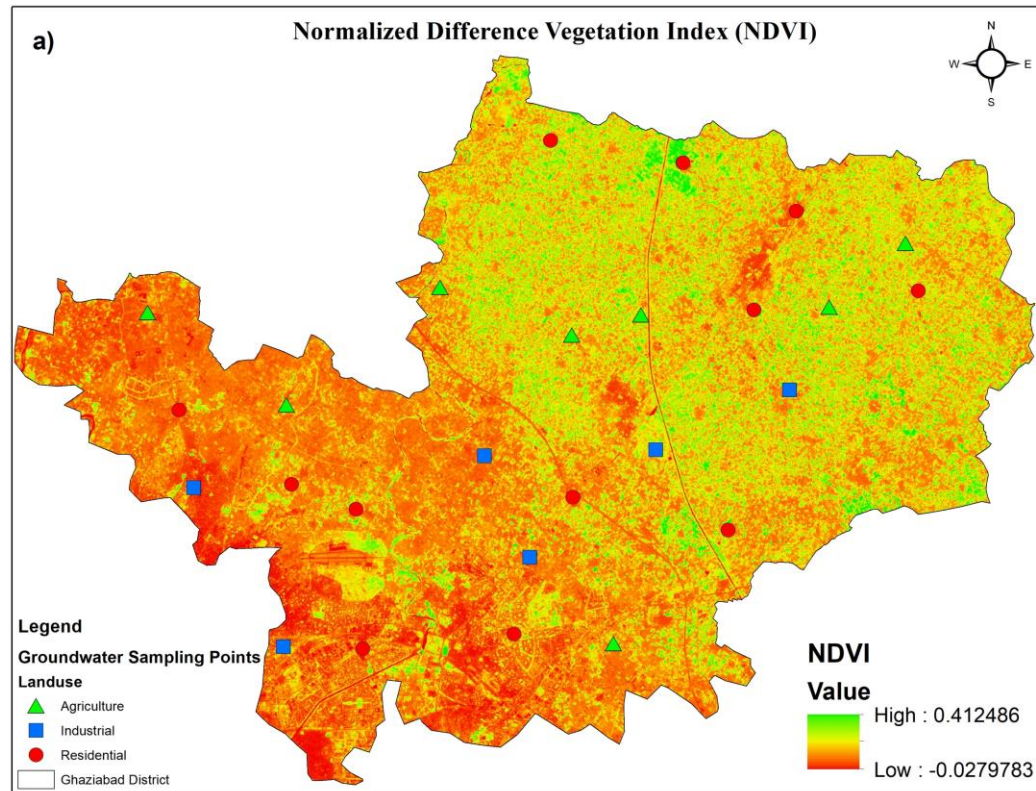 a)
Normalized Difference Vegetation Index (NDVI)
N
W
E
S
Legend
Groundwater Sampling Points
Landuse
Agriculture
Industrial
Residential
Ghaziabad District
NDVI
Value
High : 0.412486
Low : -0.0279783